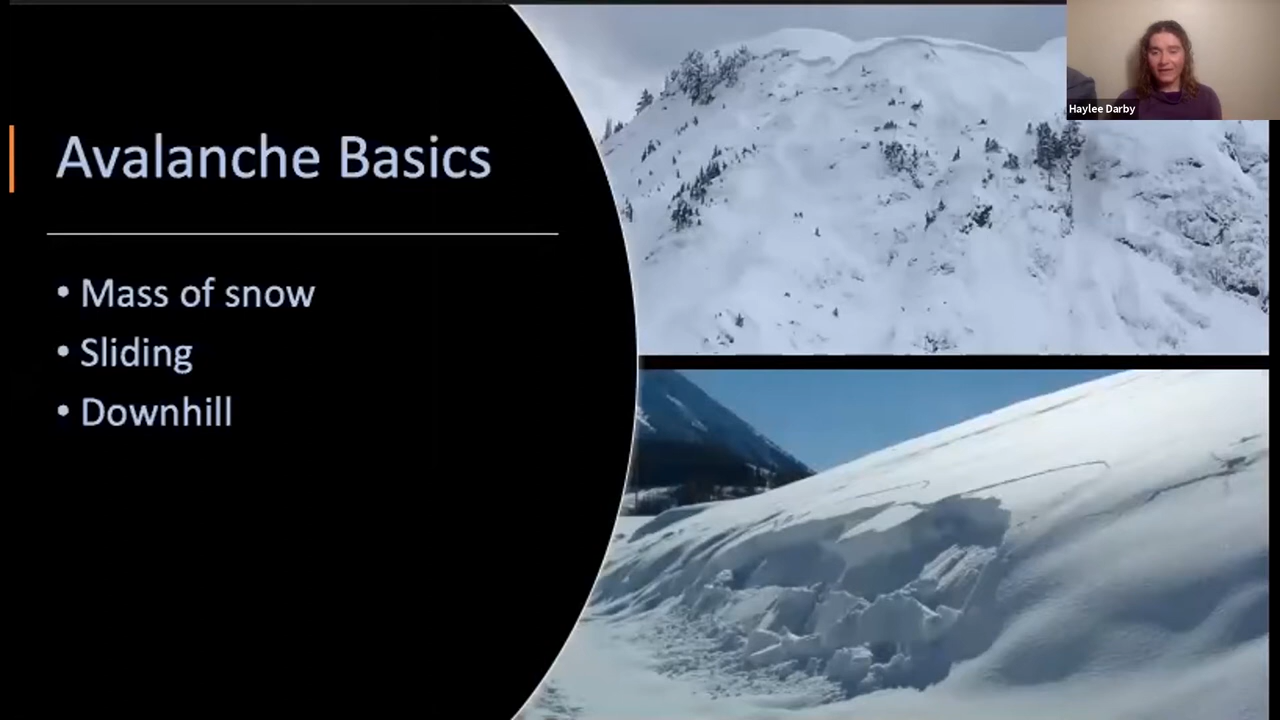 Haylee Darby
Avalanche Basics
• Mass of snow
• Sliding
• Downhill